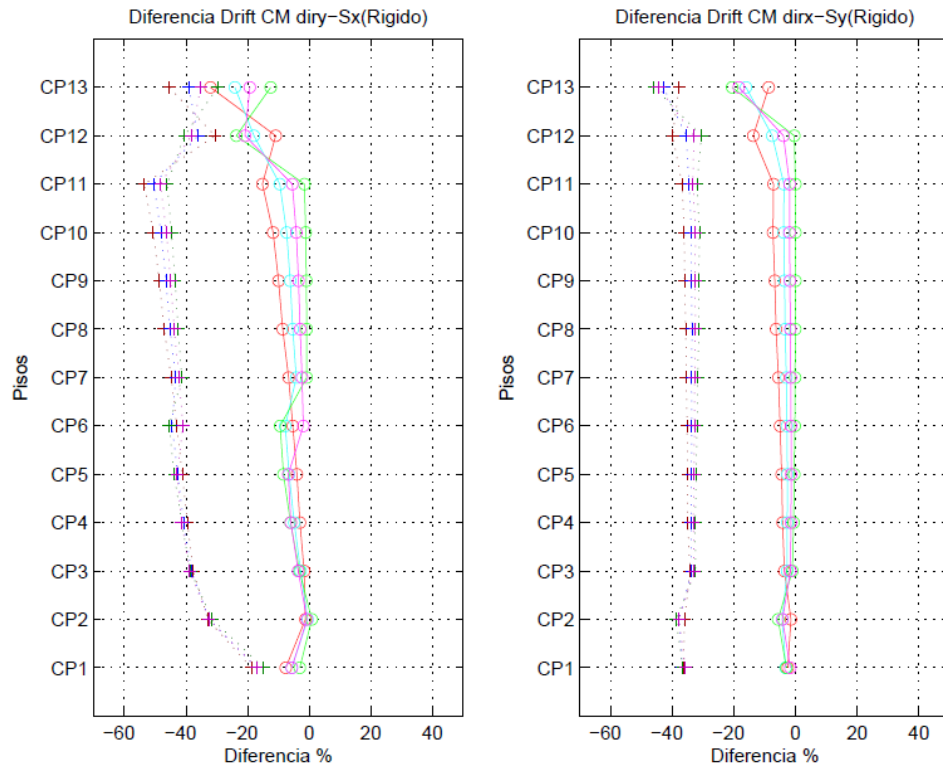 Diferencia Drift CM diry−Sx(Rigido)
CP13
CP12
CP11
CP10
CP9
CP8
CP7
CP6
CP5
CP4
CP3
CP2
CP1
Pisos
−60 −40 −20 0 20 40
Diferencia %
Diferencia Drift CM dirx−Sy(Rigido)
CP13
CP12
CP11
CP10
CP9
CP8
CP7
CP6
CP5
CP4
CP3
CP2
CP1
Pisos
−60 −40 −20 0 20 40
Diferencia %